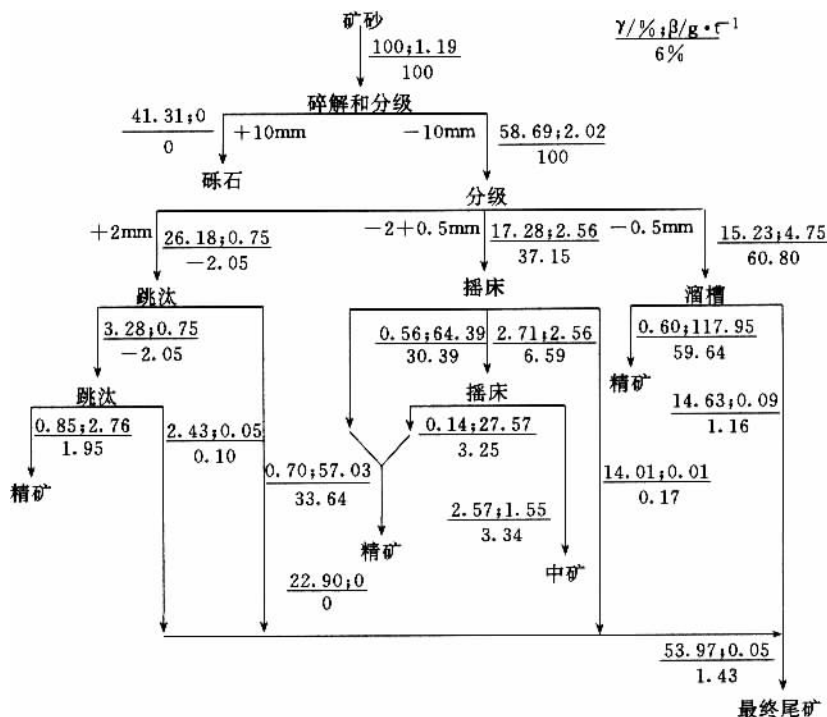 矿砂
γ/%;β/g·t⁻¹
6%
100;1.19
100
碎解和分级
41.31;0
0
+10mm
-10mm
58.69;2.02
100
砾石
分级
+2mm
26.18;0.75
-2.05
-2+0.5mm
17.28;2.56
37.15
-0.5mm
15.23;4.75
60.80
跳汰
摇床
溜槽
3.28;0.75
-2.05
0.56;64.39
30.39
2.71;2.56
6.59
0.60;117.95
59.64
跳汰
摇床
精矿
0.85;2.76
1.95
2.43;0.05
0.10
0.14;27.57
3.25
14.63;0.09
1.16
精矿
0.70;57.03
33.64
14.01;0.01
0.17
2.57;1.55
3.34
精矿
中矿
22.90;0
0
53.97;0.05
1.43
最终尾矿